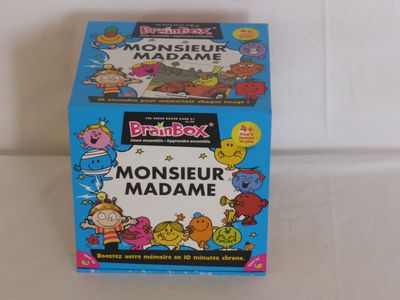 BrainBox
MONSIEUR
MADAME
10 secondes pour mémoriser chaque image !
THE GREEN BOARD GAME Co
BrainBox
Jouer ensemble • Apprendre ensemble
4+
MONSIEUR
MADAME
Boostez votre mémoire en 10 minutes chrono.